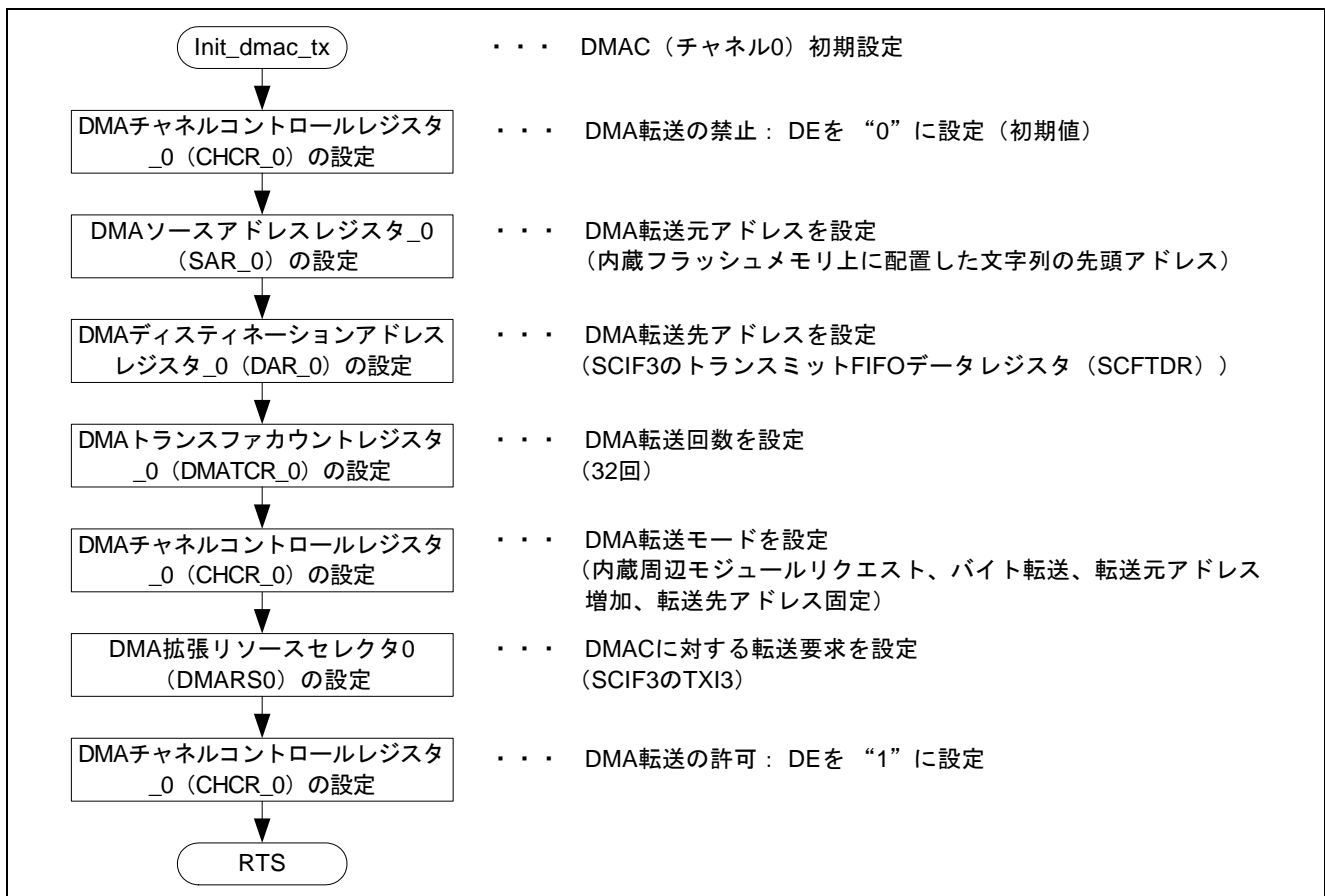 Init_dmac_tx ・・・ DMAC（チャネル0）初期設定
DMAチャネルコントロールレジスタ
_0（CHCR_0）の設定
・・・ DMA転送の禁止： DEを “0”に設定（初期値）
DMAソースアドレスレジスタ_0
（SAR_0）の設定
・・・ DMA転送元アドレスを設定
（内蔵フラッシュメモリ上に配置した文字列の先頭アドレス）
DMAディスティネーションアドレス
レジスタ_0（DAR_0）の設定
・・・ DMA転送先アドレスを設定
（SCIF3のトランスミットFIFOデータレジスタ（SCFTDR））
DMAトランスファカウントレジスタ
_0（DMATCR_0）の設定
・・・ DMA転送回数を設定
（32回）
DMAチャネルコントロールレジスタ
_0（CHCR_0）の設定
・・・ DMA転送モードを設定
（内蔵周辺モジュールリクエスト、バイト転送、転送元アドレス
増加、転送先アドレス固定）
DMA拡張リソースセレクタ0
（DMARS0）の設定
・・・ DMACに対する転送要求を設定
（SCIF3のTXI3）
DMAチャネルコントロールレジスタ
_0（CHCR_0）の設定
・・・ DMA転送の許可： DEを “1”に設定
RTS